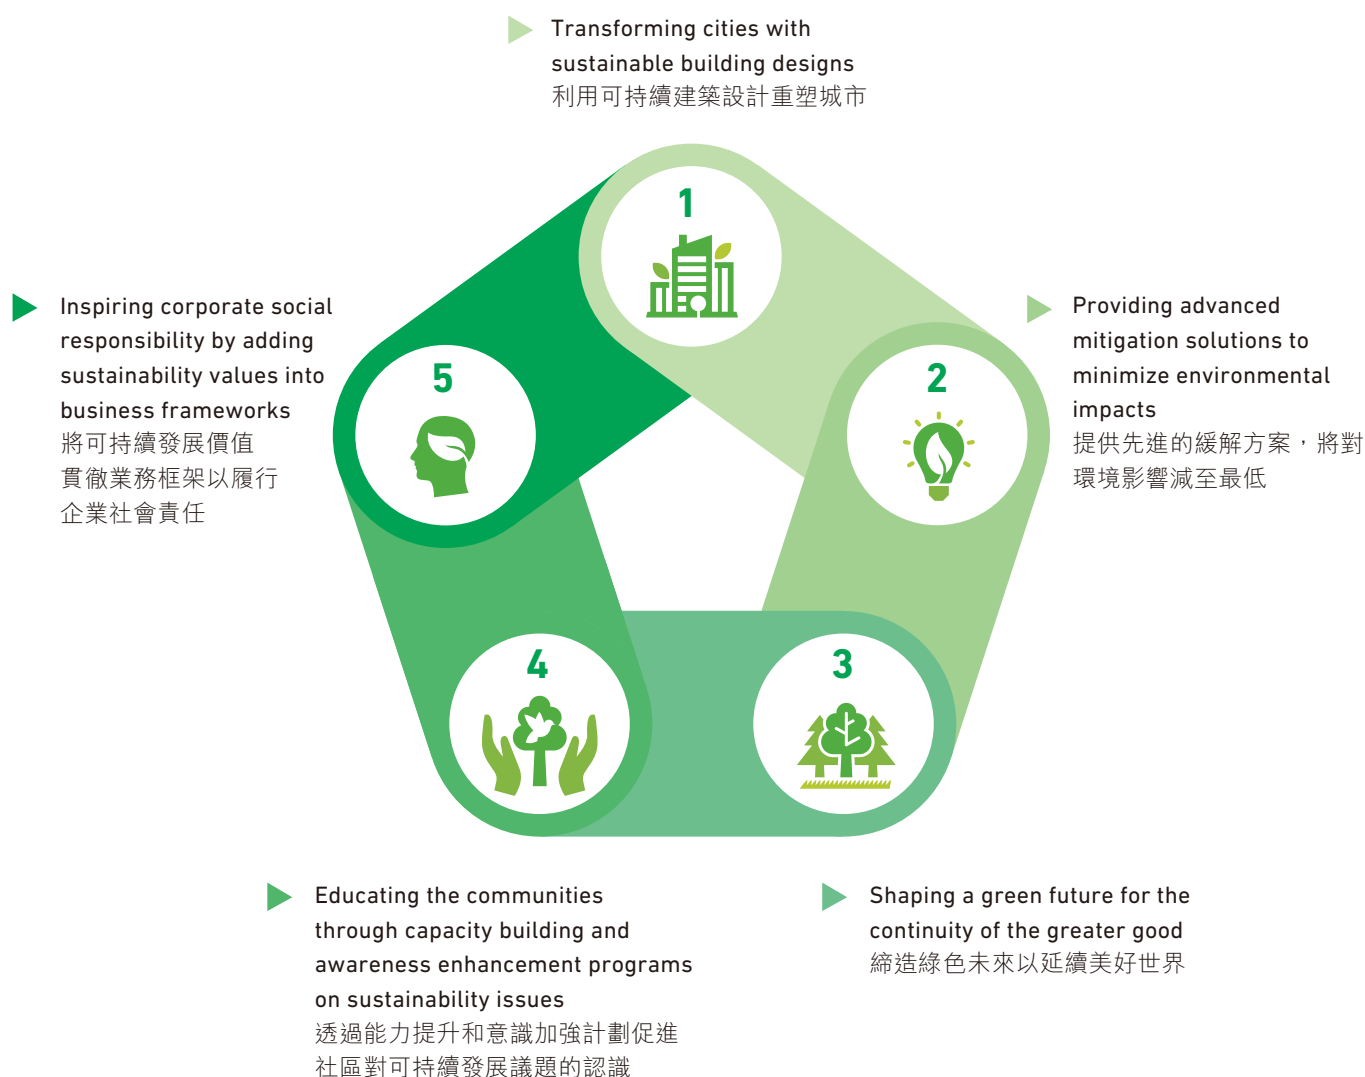 Transforming cities with
sustainable building designs
利用可持續建築設計重塑城市
1
Providing advanced
mitigation solutions to
minimize environmental
impacts
提供先進的緩解方案，將對
環境影響減至最低
2
Shaping a green future for the
continuity of the greater good
締造綠色未來以延續美好世界
3
Educating the communities
through capacity building and
awareness enhancement programs
on sustainability issues
透過能力提升和意識加強計劃促進
社區對可持續發展議題的認識
4
Inspiring corporate social
responsibility by adding
sustainability values into
business frameworks
將可持續發展價值
貫徹業務框架以履行
企業社會責任
5